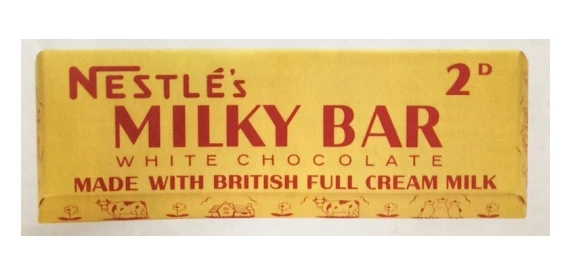 NESTLÉ's 2D
MILKY BAR
WHITE CHOCOLATE
MADE WITH BRITISH FULL CREAM MILK